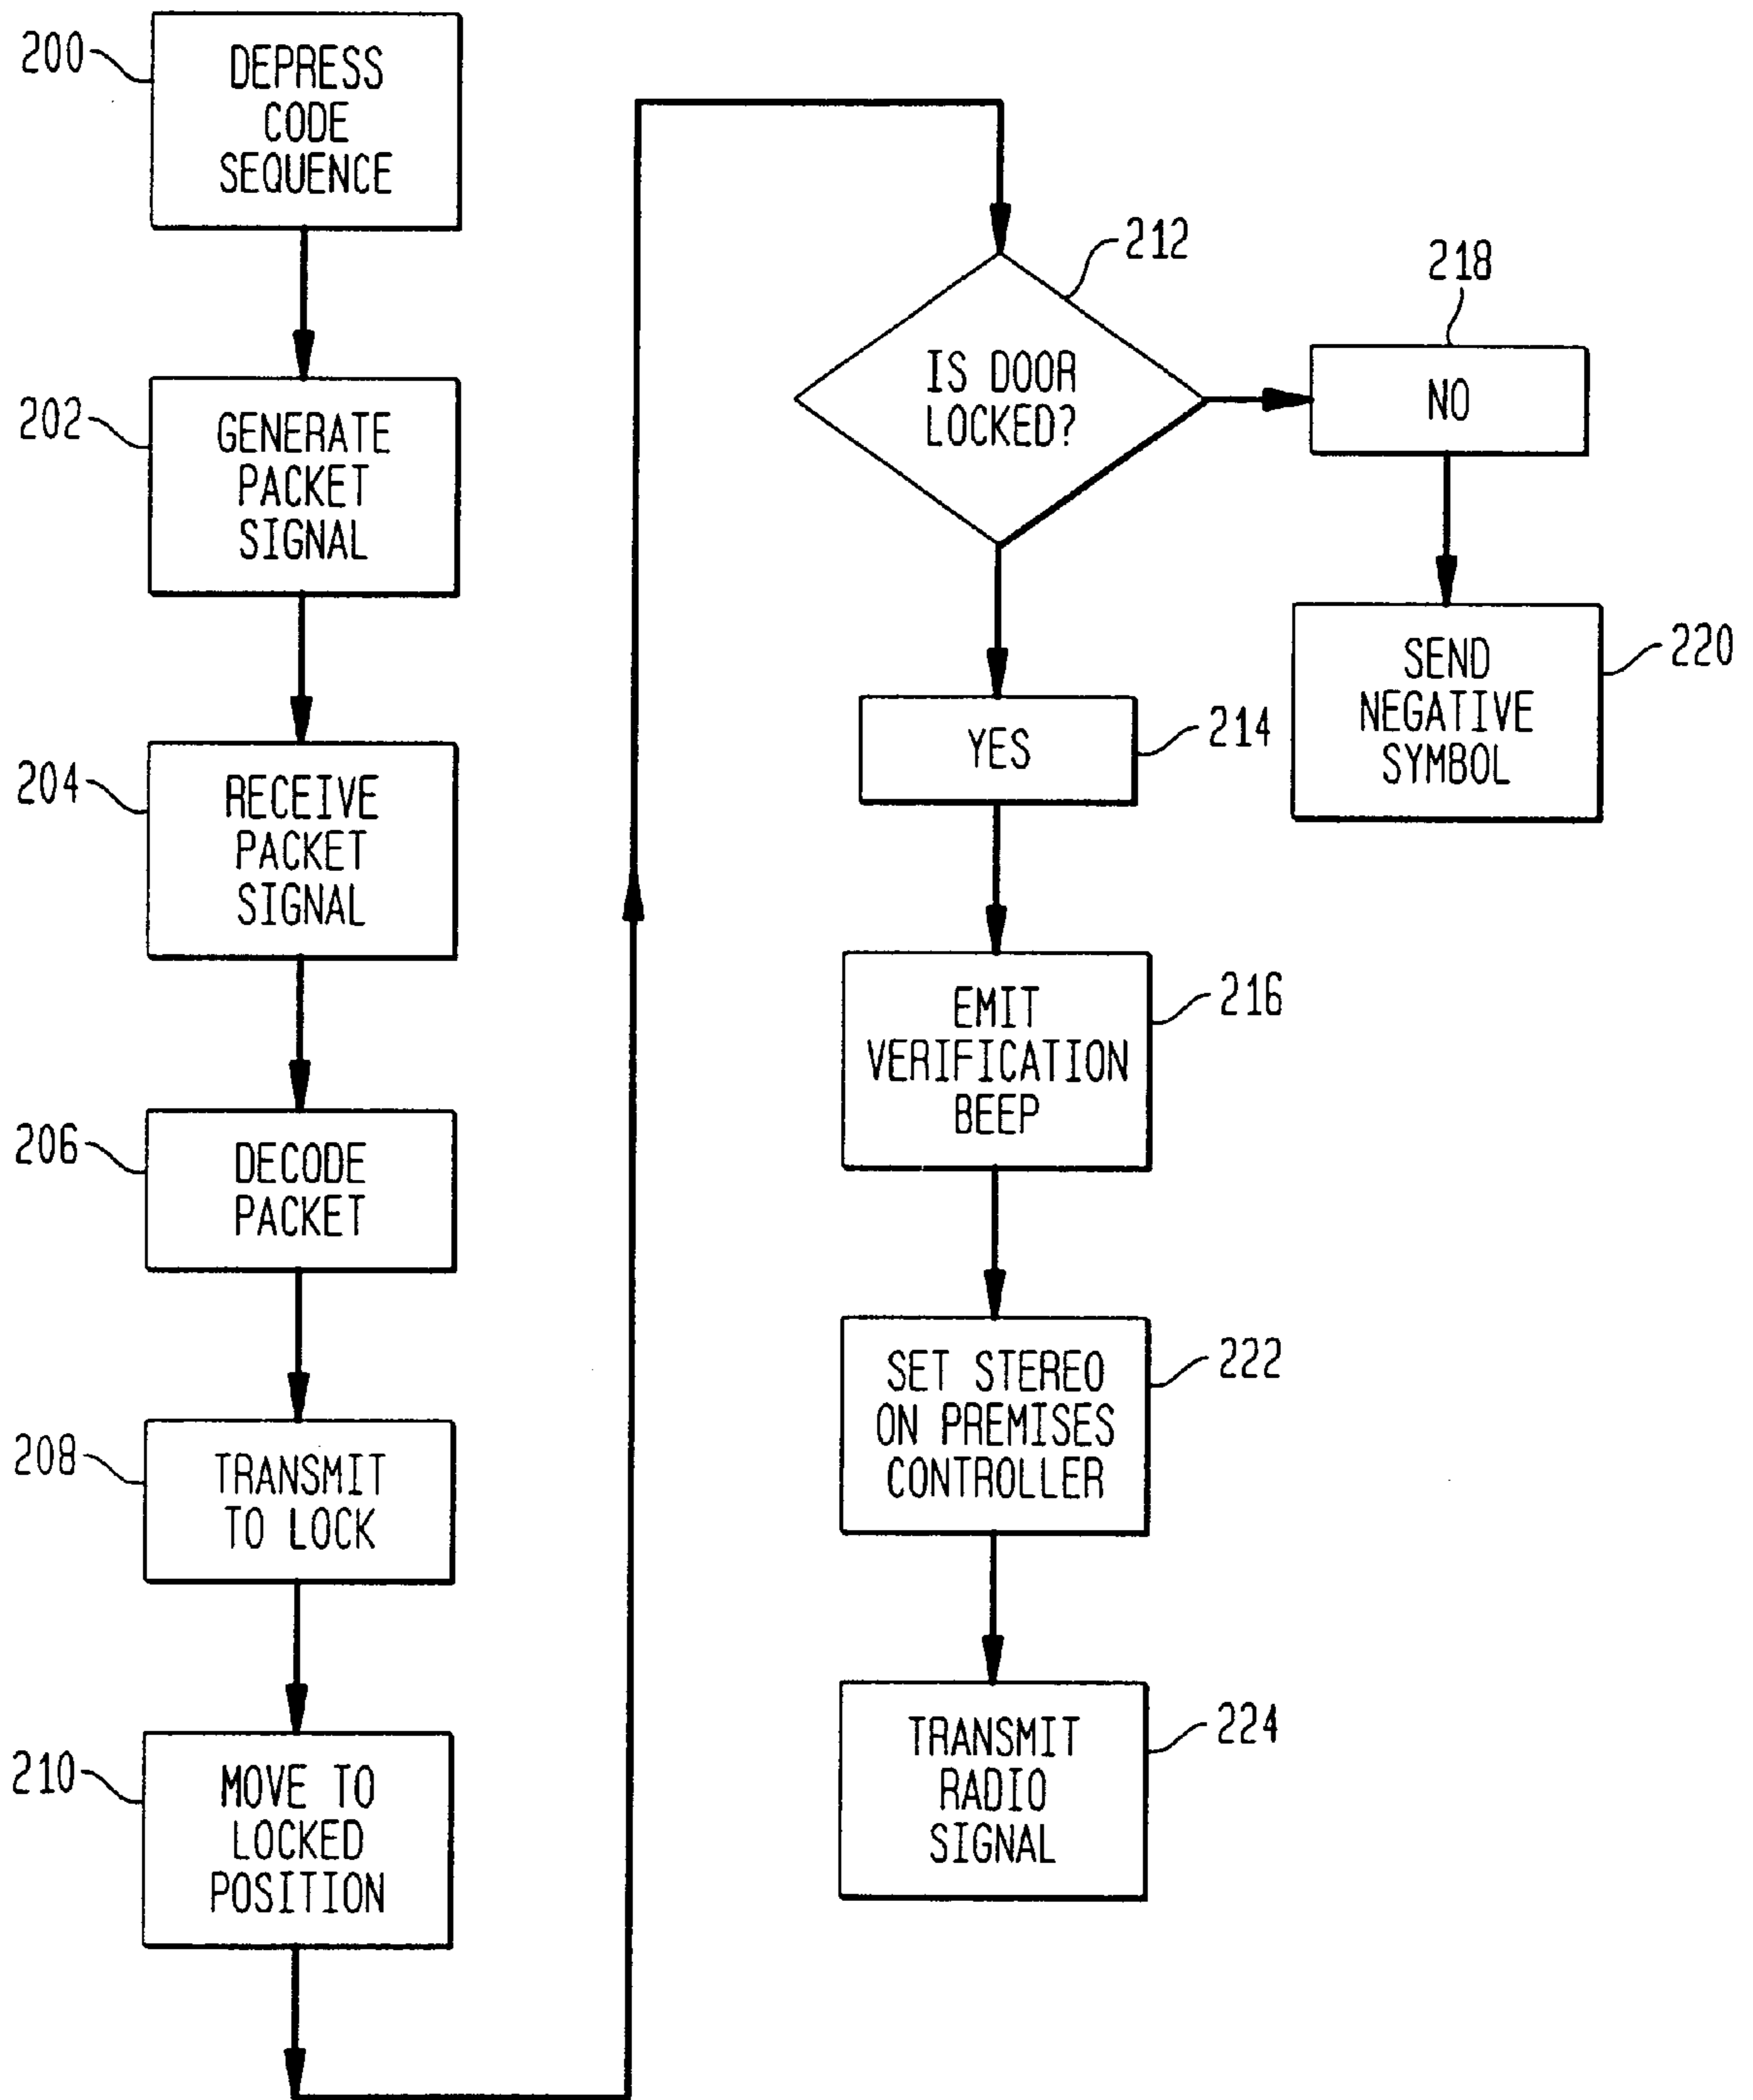 200
DEPRESS
CODE
SEQUENCE
202
GENERATE
PACKET
SIGNAL
204
RECEIVE
PACKET
SIGNAL
206
DECODE
PACKET
208
TRANSMIT
TO LOCK
210
MOVE TO
LOCKED
POSITION
212
IS DOOR
LOCKED?
218
NO
220
SEND
NEGATIVE
SYMBOL
214
YES
216
EMIT
VERIFICATION
BEEP
222
SET STEREO
ON PREMISES
CONTROLLER
224
TRANSMIT
RADIO
SIGNAL